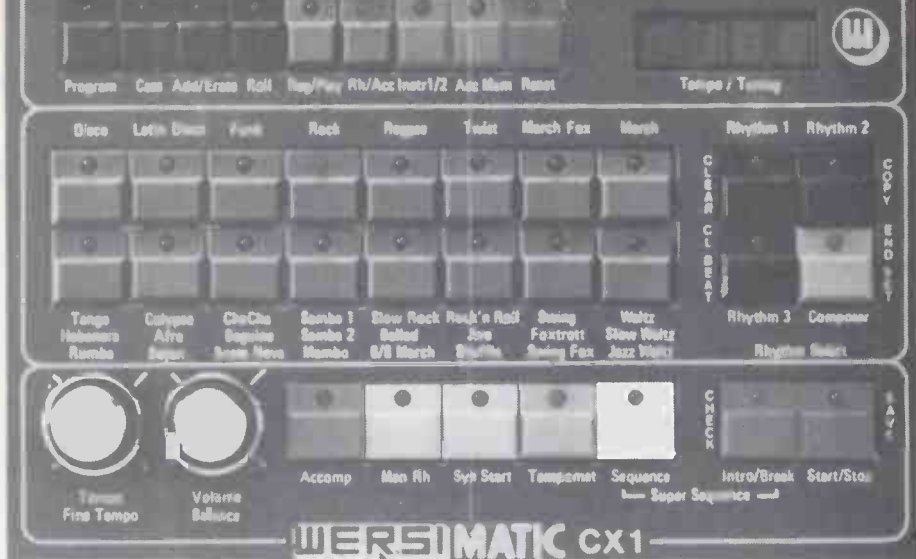 W
Program Cass Add/Erase Roll Rep/Play Rh/Acc Instr1/2 Acc Mem Reset
Tempo / Tuning
Disco Latin Disco Funk Rock Reggae Twist March Fox March
Rhythm 1 Rhythm 2
CLEAR
COPY
CL BEAT
END SET
Tango
Habanera
Rumba
Calypso
Afro
ChaCha
Beguine
Bossa Nova
Samba 1
Samba 2
Mambo
Slow Rock
Ballad
6/8 March
Rock'n Roll
Jive
Shuffle
Swing
Foxtrott
Swing Fox
Waltz
Slow Waltz
Jazz Waltz
Rhythm 3 Composer
Rhythm Select
CHECK
SAVE
Tempo
Fine Tempo
Volume
Balance
Accomp Man Rh Syn Start Tempomat Sequence
Intro/Break Start/Stop
Super Sequence
WERSIMATIC CX1